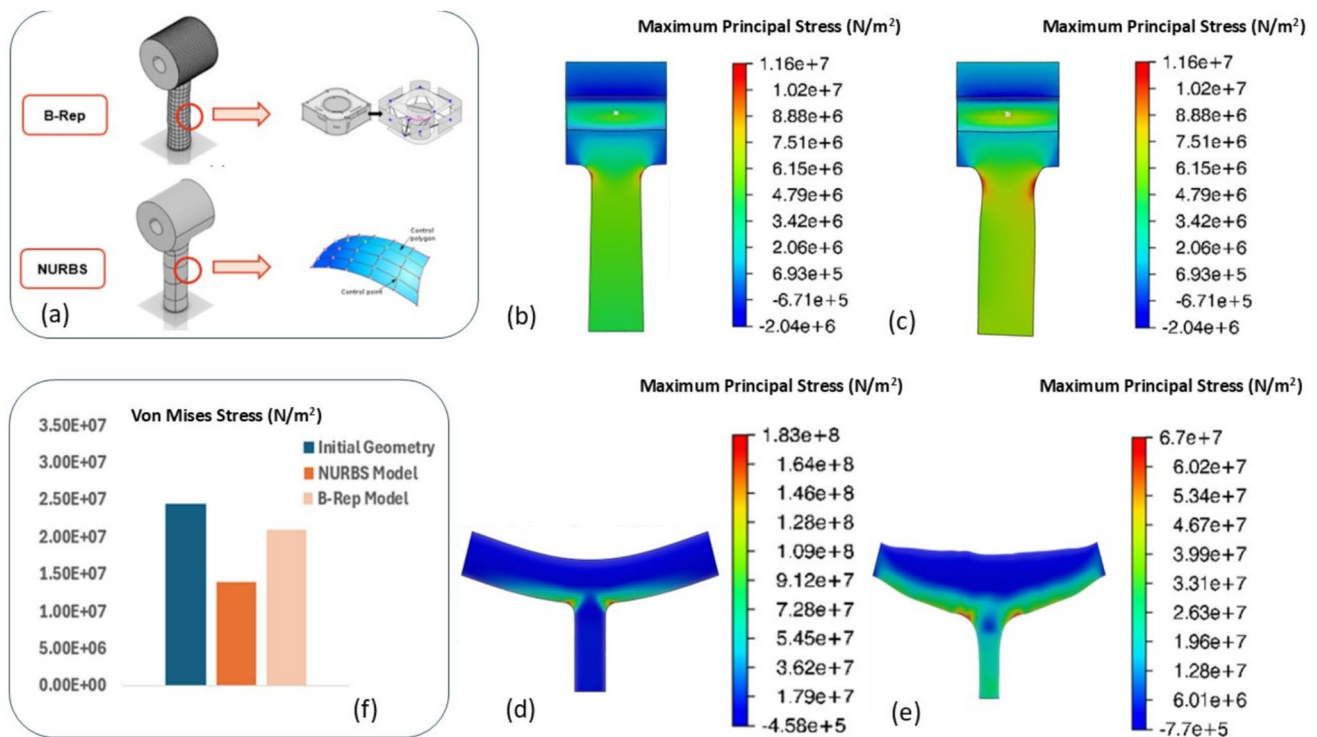 B-Rep
NURBS
Control
polygon
Control point
(a)
Maximum Principal Stress (N/m²)
1.16e+7
1.02e+7
8.88e+6
7.51e+6
6.15e+6
4.79e+6
3.42e+6
2.06e+6
6.93e+5
-6.71e+5
-2.04e+6
(b)
Maximum Principal Stress (N/m²)
1.16e+7
1.02e+7
8.88e+6
7.51e+6
6.15e+6
4.79e+6
3.42e+6
2.06e+6
6.93e+5
-6.71e+5
-2.04e+6
(c)
Von Mises Stress (N/m²)
3.50E+07
3.00E+07
2.50E+07
2.00E+07
1.50E+07
1.00E+07
5.00E+06
0.00E+00
Initial Geometry
NURBS Model
B-Rep Model
(f)
Maximum Principal Stress (N/m²)
1.83e+8
1.64e+8
1.46e+8
1.28e+8
1.09e+8
9.12e+7
7.28e+7
5.45e+7
3.62e+7
1.79e+7
-4.58e+5
(d)
Maximum Principal Stress (N/m²)
6.7e+7
6.02e+7
5.34e+7
4.67e+7
3.99e+7
3.31e+7
2.63e+7
1.96e+7
1.28e+7
6.01e+6
-7.7e+5
(e)